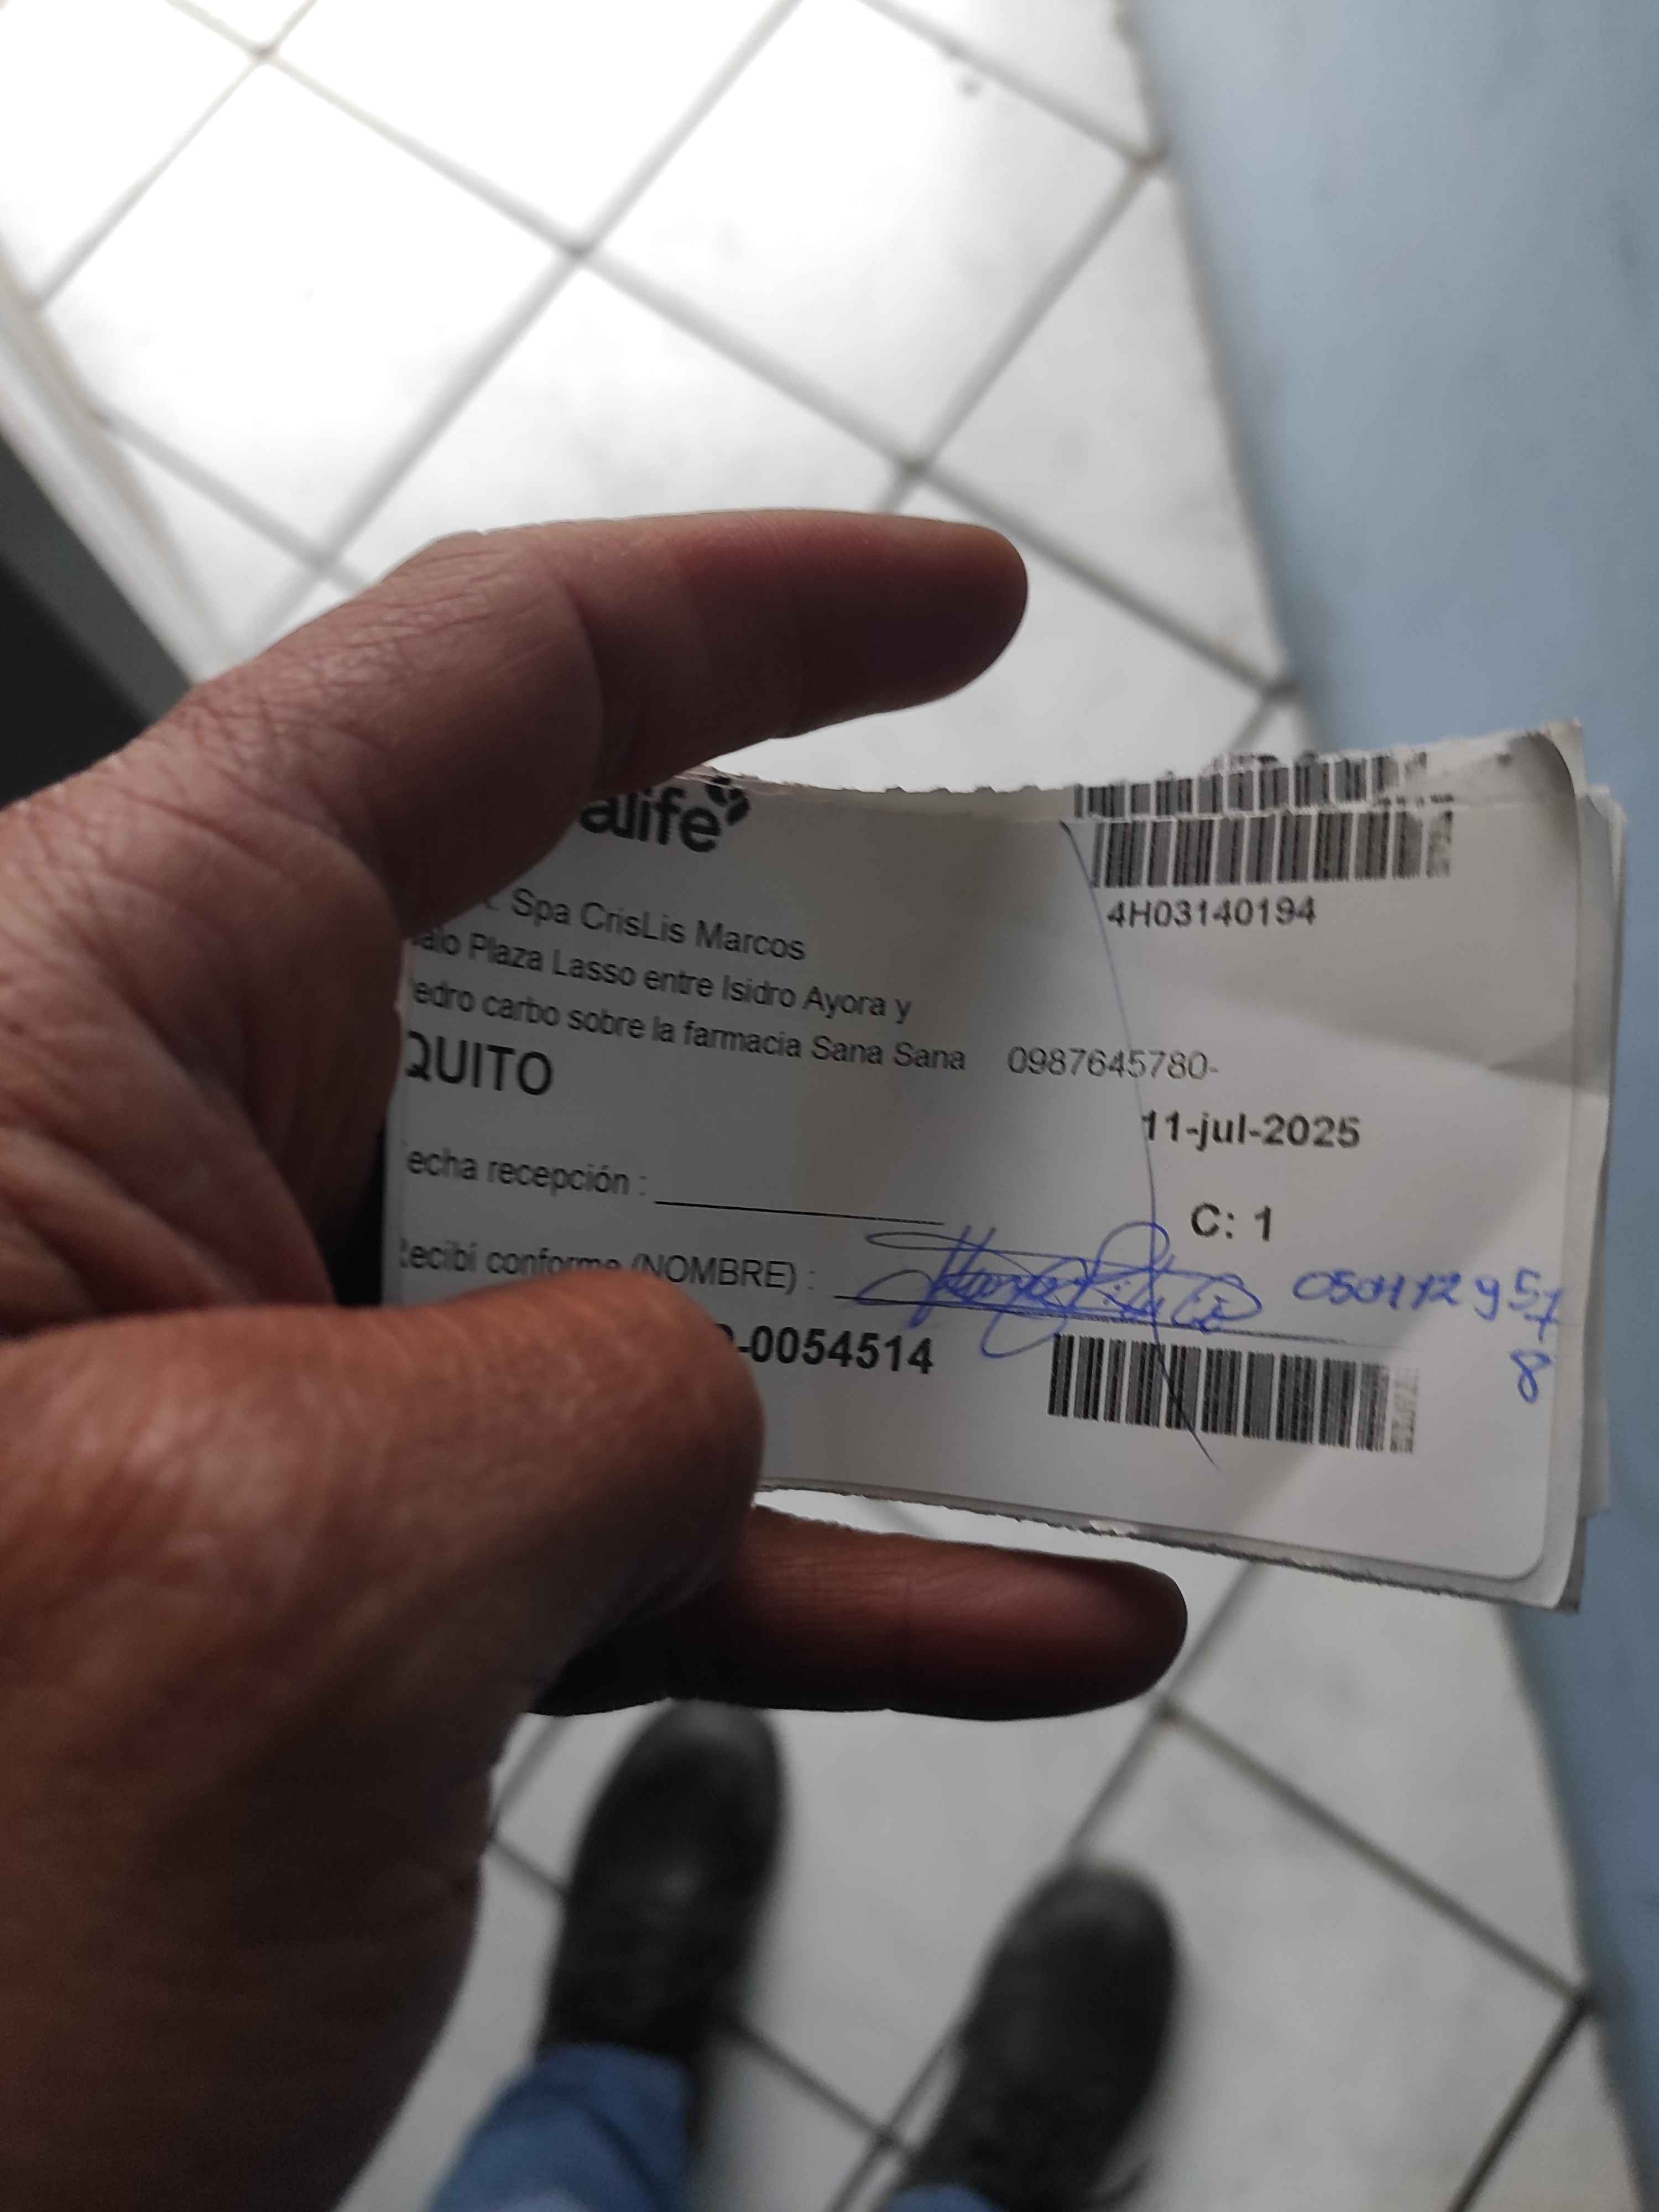 alife
Spa CrisLis Marcos
4H03140194
Plaza Lasso entre Isidro Ayora y
edro carbo sobre la farmacia Sana Sana 0987645780-
QUITO
11-jul-2025
echa recepción :
C: 1
ecibí conforme (NOMBRE) :
-0054514
8